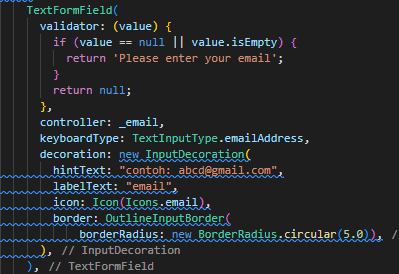 TextFormField(
validator: (value) {
if (value == null || value.isEmpty) {
return 'Please enter your email';
}
return null;
},
controller: _email,
keyboardType: TextInputType.emailAddress,
decoration: new InputDecoration(
hintText: "contoh: abcd@gmail.com",
labelText: "email",
icon: Icon(Icons.email),
border: OutlineInputBorder(
borderRadius: new BorderRadius.circular(5.0)), /
), // InputDecoration
), // TextFormField